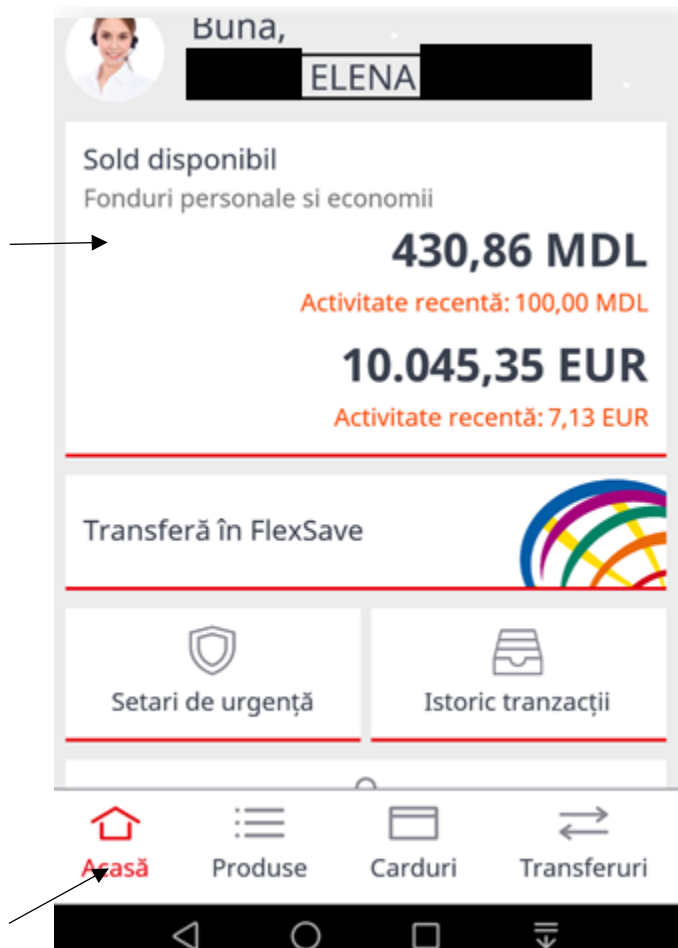 Buna,
ELENA
Sold disponibil
Fonduri personale si economii
430,86 MDL
Activitate recentă: 100,00 MDL
10.045,35 EUR
Activitate recentă: 7,13 EUR
Transferă în FlexSave
Setari de urgență
Istoric tranzacții
Acasă
Produse
Carduri
Transferuri